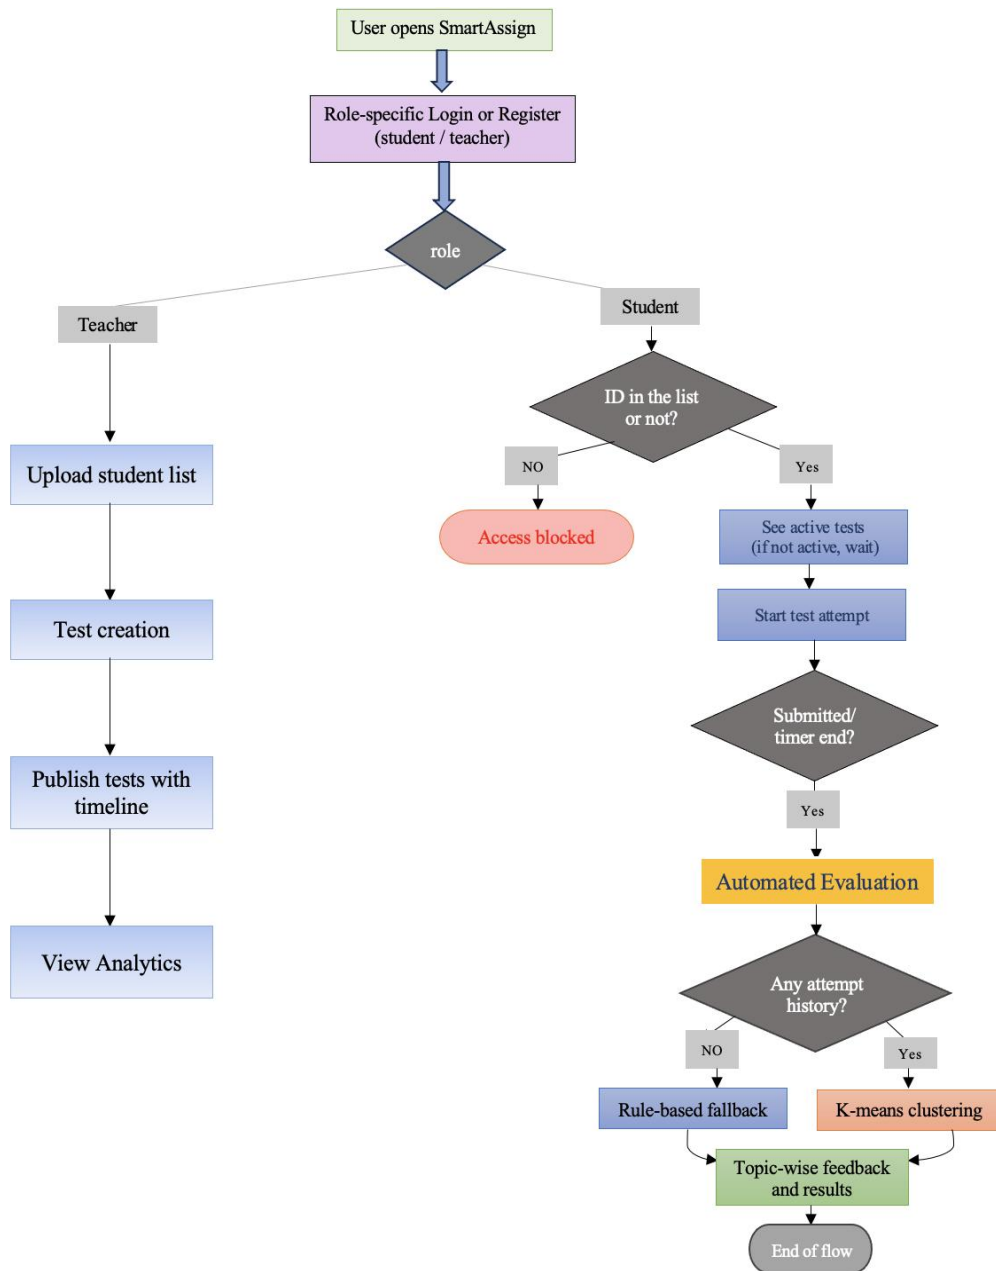 User opens SmartAssign
Role-specific Login or Register
(student / teacher)
role
Teacher
Student
ID in the list
or not?
NO
Yes
Upload student list
Access blocked
See active tests
(if not active, wait)
Start test attempt
Test creation
Submitted/
timer end?
Publish tests with
timeline
Yes
Automated Evaluation
View Analytics
Any attempt
history?
NO
Yes
Rule-based fallback
K-means clustering
Topic-wise feedback
and results
End of flow